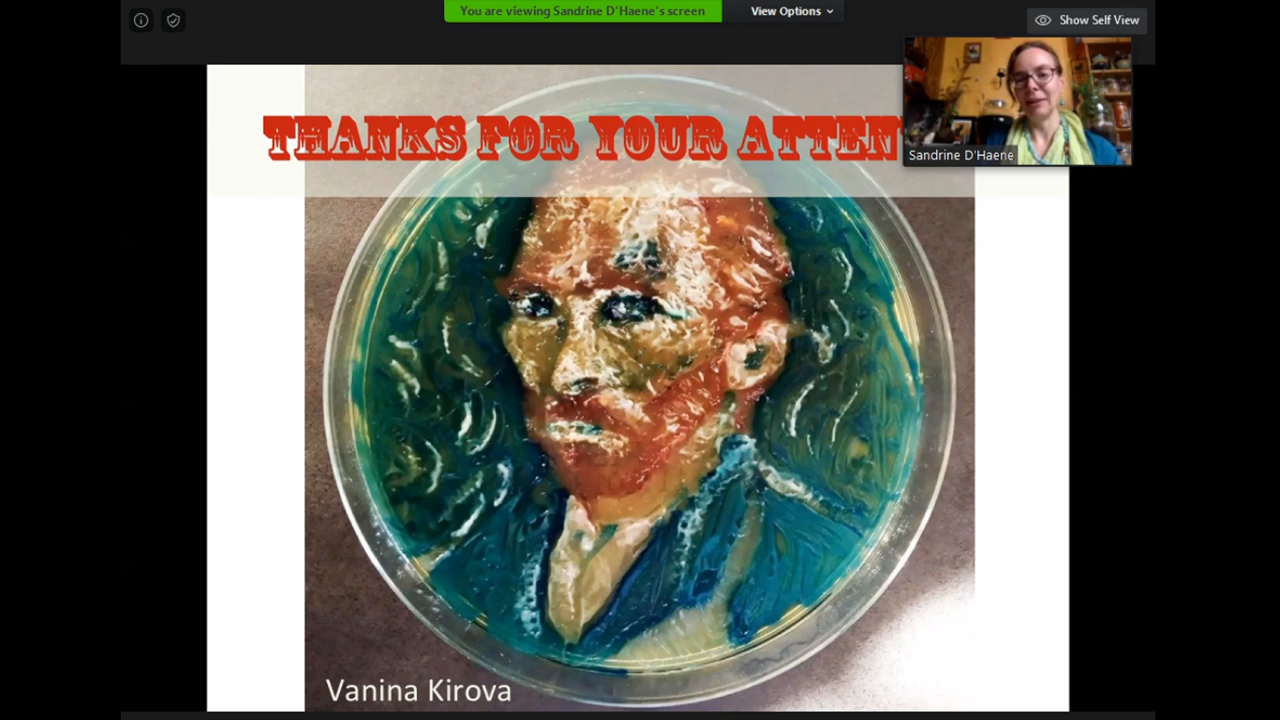 You are viewing Sandrine D'Haene's screen
View Options
Show Self View
THANKS FOR YOUR ATTEN
Sandrine D'Haene
Vanina Kirova